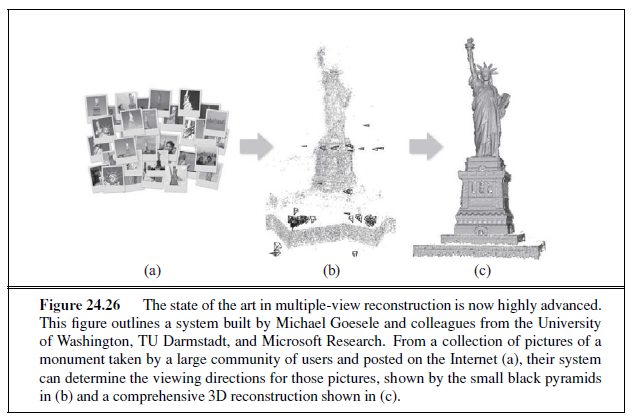 (a)
(b)
(c)
Figure 24.26 The state of the art in multiple-view reconstruction is now highly advanced.
This figure outlines a system built by Michael Goesele and colleagues from the University
of Washington, TU Darmstadt, and Microsoft Research. From a collection of pictures of a
monument taken by a large community of users and posted on the Internet (a), their system
can determine the viewing directions for those pictures, shown by the small black pyramids
in (b) and a comprehensive 3D reconstruction shown in (c).